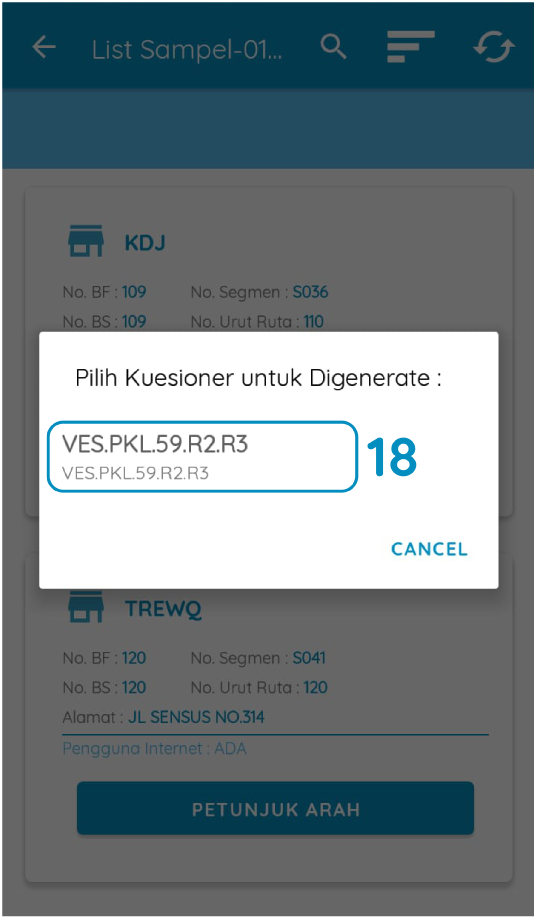 List Sampel-01...
KDJ
No. BF : 109 No. Segmen : S036
No. BS : 109 No. Urut Ruta : 110
Pilih Kuesioner untuk Digenerate :
VES.PKL.59.R2.R3
18
VES.PKL.59.R2.R3
CANCEL
TREWQ
No. BF : 120 No. Segmen : S041
No. BS : 120 No. Urut Ruta : 120
Alamat : JL SENSUS NO.314
Pengguna Internet : ADA
PETUNJUK ARAH